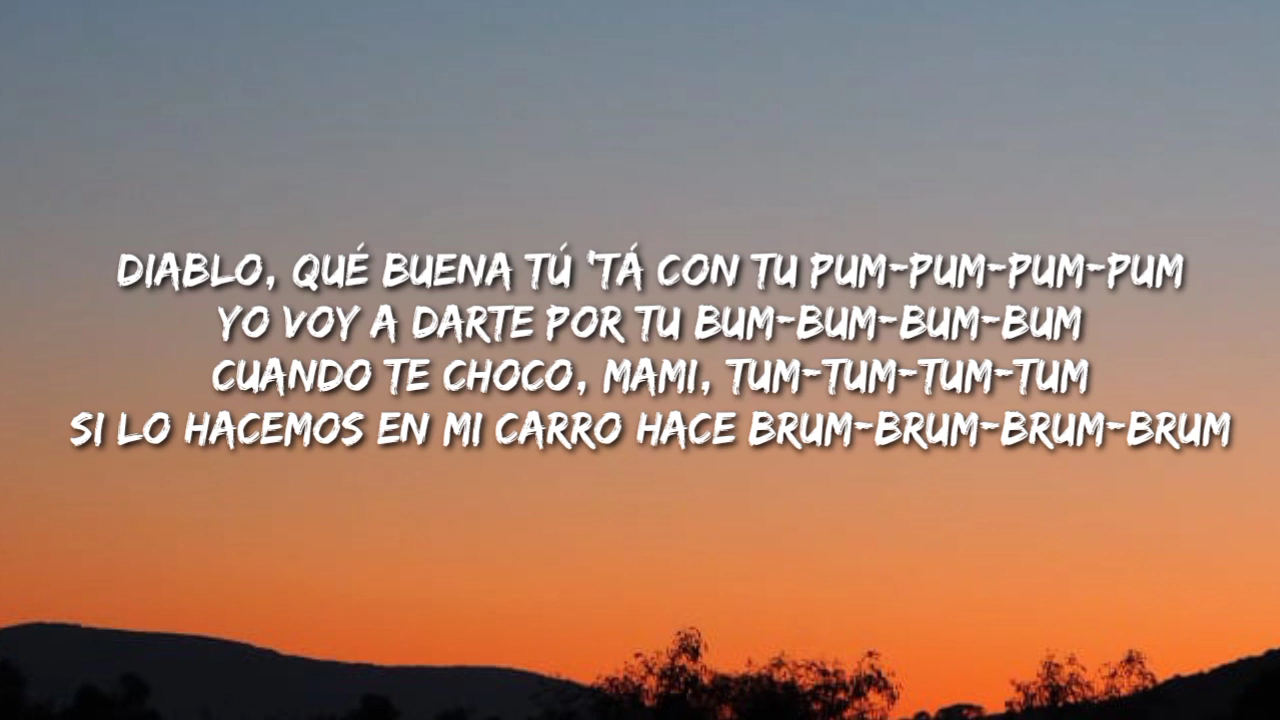 DIABLO, QUÉ BUENA TÚ 'TÁ CON TU PUM-PUM-PUM-PUM
YO VOY A DARTE POR TU BUM-BUM-BUM-BUM
CUANDO TE CHOCO, MAMI, TUM-TUM-TUM-TUM
SI LO HACEMOS EN MI CARRO HACE BRUM-BRUM-BRUM-BRUM